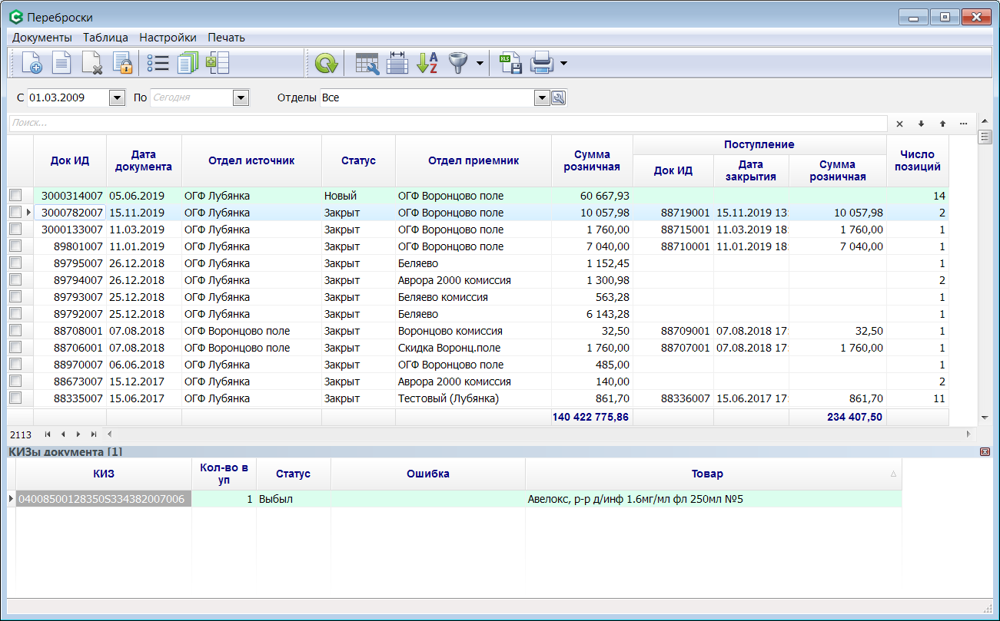 Переброски
Документы Таблица Настройки Печать
С 01.03.2009 По Сегодня Отделы Все
Поиск...
Док ИД Дата документа Отдел источник Статус Отдел приемник Сумма розничная Поступление Док ИД Дата закрытия Сумма розничная Число позиций
3000314007 05.06.2019 ОГФ Лубянка Новый ОГФ Воронцово поле 60 667,93 14
3000782007 15.11.2019 ОГФ Лубянка Закрыт ОГФ Воронцово поле 10 057,98 88719001 15.11.2019 13: 10 057,98 2
3000133007 11.03.2019 ОГФ Лубянка Закрыт ОГФ Воронцово поле 1 760,00 88715001 11.03.2019 18: 1 760,00 1
89801007 11.01.2019 ОГФ Лубянка Закрыт ОГФ Воронцово поле 7 040,00 88710001 11.01.2019 18: 7 040,00 1
89795007 26.12.2018 ОГФ Лубянка Закрыт Беляево 1 152,45 1
89794007 26.12.2018 ОГФ Лубянка Закрыт Аврора 2000 комиссия 1 300,98 2
89793007 25.12.2018 ОГФ Лубянка Закрыт Беляево комиссия 563,28 1
89792007 25.12.2018 ОГФ Лубянка Закрыт Беляево 6 143,28 1
88708001 07.08.2018 ОГФ Воронцово поле Закрыт Воронцово комиссия 32,50 88709001 07.08.2018 17: 32,50 1
88706001 07.08.2018 ОГФ Воронцово поле Закрыт Скидка Воронц.поле 1 760,00 88707001 07.08.2018 17: 1 760,00 1
88970007 06.06.2018 ОГФ Лубянка Закрыт ОГФ Воронцово поле 485,00 1
88673007 15.12.2017 ОГФ Лубянка Закрыт Аврора 2000 комиссия 140,00 2
88335007 15.06.2017 ОГФ Лубянка Закрыт Тестовый (Лубянка) 861,70 88336007 15.06.2017 17: 861,70 11
140 422 775,86 234 407,50
2113
КИЗы документа [1]
КИЗ Кол-во в уп Статус Ошибка Товар
04008500128350S334382007006 1 Выбыл Авелокс, р-р д/инф 1.6мг/мл фл 250мл №5